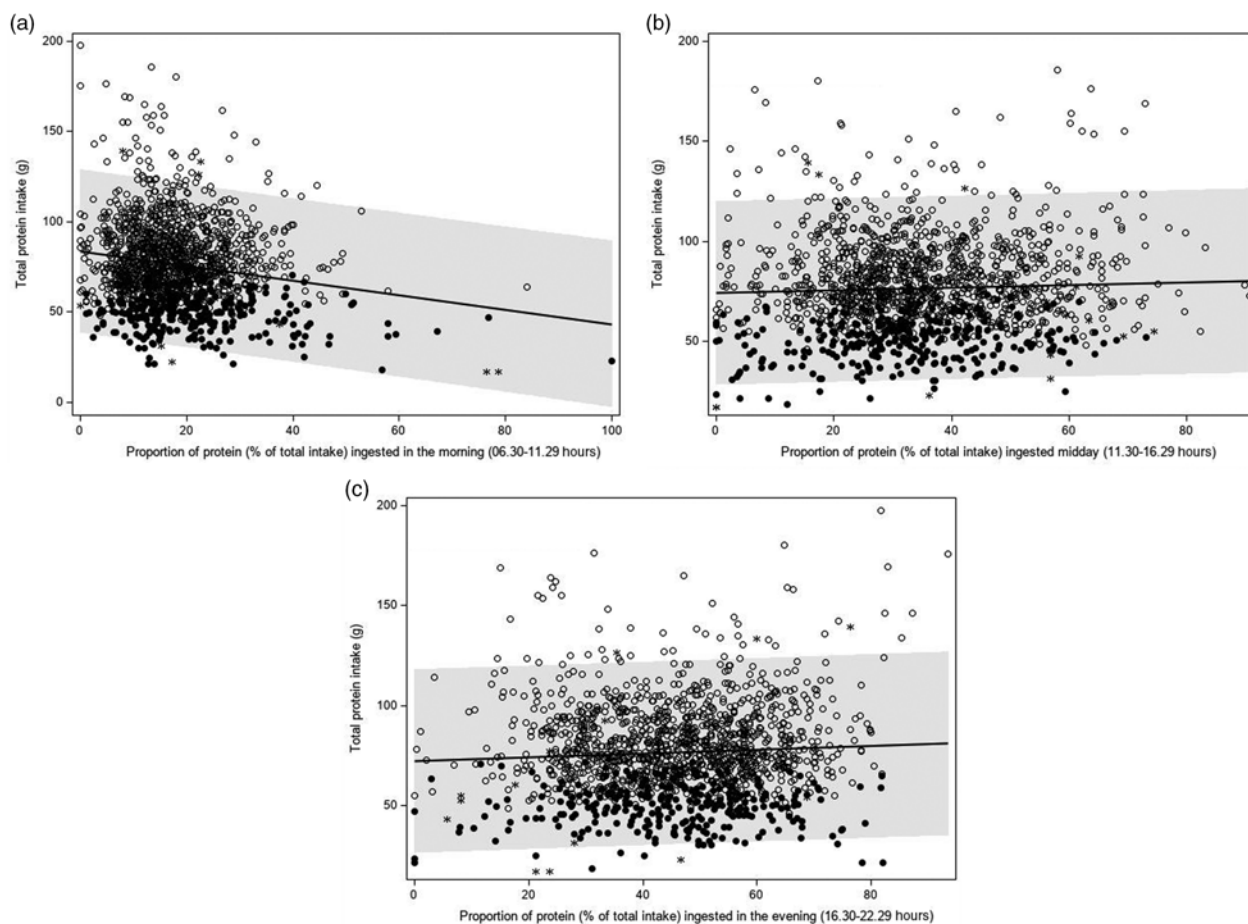 (a)
200
150
100
50
0
Total protein intake (g)
0 20 40 60 80 100
Proportion of protein (% of total intake) ingested in the morning (06.30-11.29 hours)
(b)
200
150
100
50
Total protein intake (g)
0 20 40 60 80
Proportion of protein (% of total intake) ingested midday (11.30-16.29 hours)
(c)
200
150
100
50
Total protein intake (g)
0 20 40 60 80
Proportion of protein (% of total intake) ingested in the evening (16.30-22.29 hours)